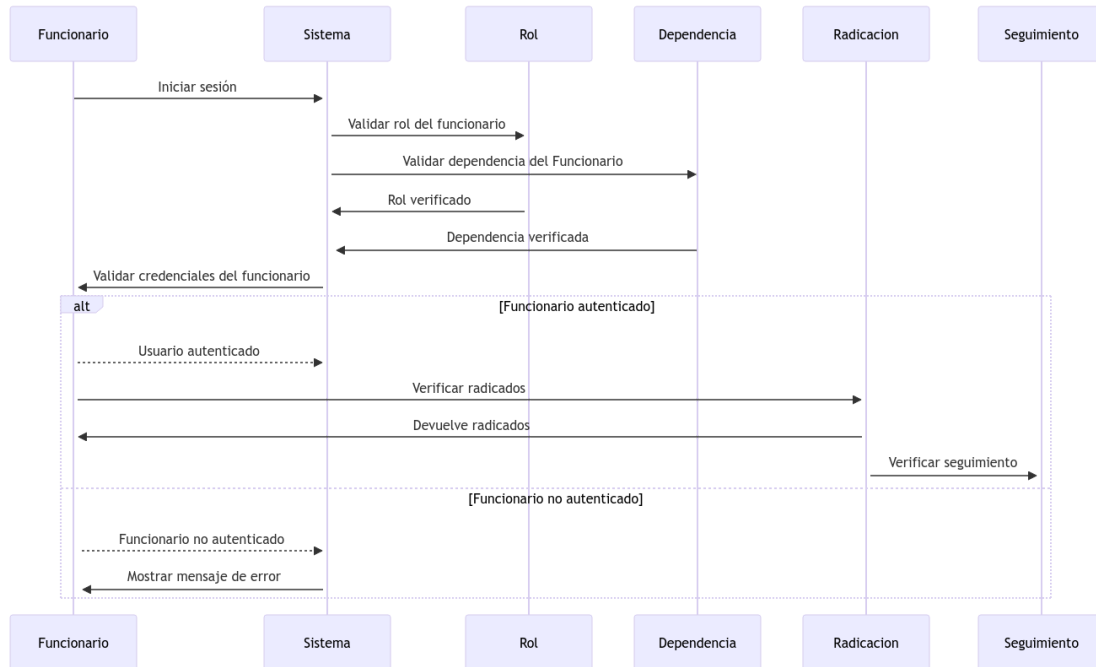 Funcionario
Sistema
Rol
Dependencia
Radicacion
Seguimiento
Iniciar sesión
Validar rol del funcionario
Validar dependencia del Funcionario
Rol verificado
Dependencia verificada
Validar credenciales del funcionario
alt
[Funcionario autenticado]
Usuario autenticado
Verificar radicados
Devuelve radicados
Verificar seguimiento
[Funcionario no autenticado]
Funcionario no autenticado
Mostrar mensaje de error
Funcionario
Sistema
Rol
Dependencia
Radicacion
Seguimiento